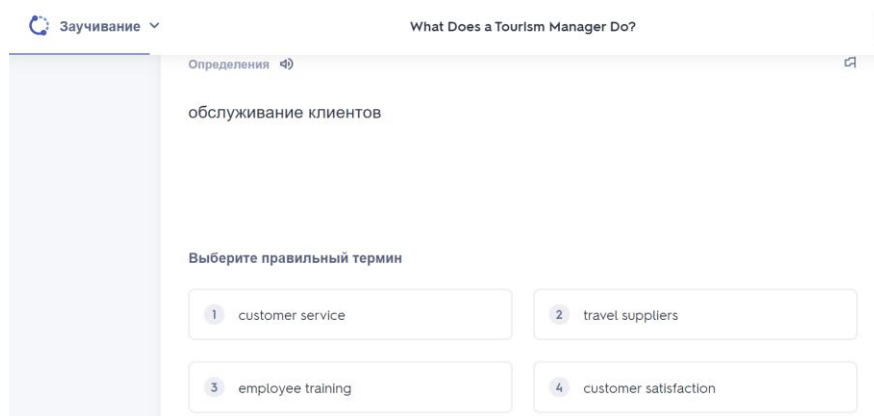 Заучивание
What Does a Tourism Manager Do?
Определения
обслуживание клиентов
Выберите правильный термин
1 customer service
2 travel suppliers
3 employee training
4 customer satisfaction